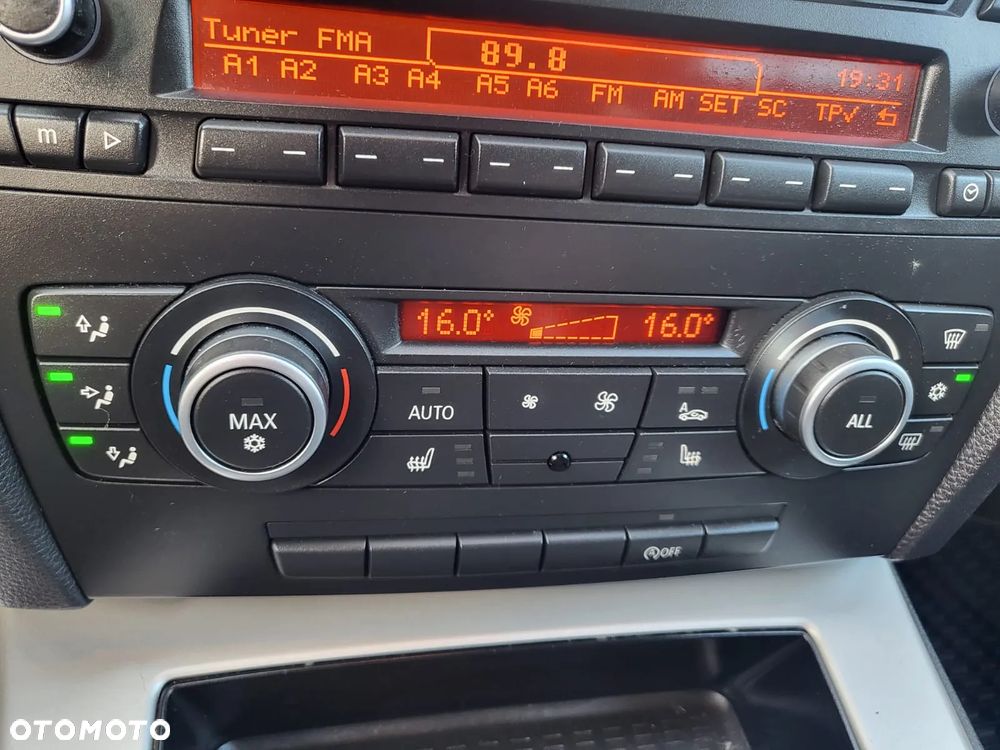 Tuner FMA 89.8 19:31
A1 A2 A3 A4 A5 A6 FM AM SET SC TP√
m
16.0° 16.0°
MAX AUTO A ALL
OFF
OTOMOTO